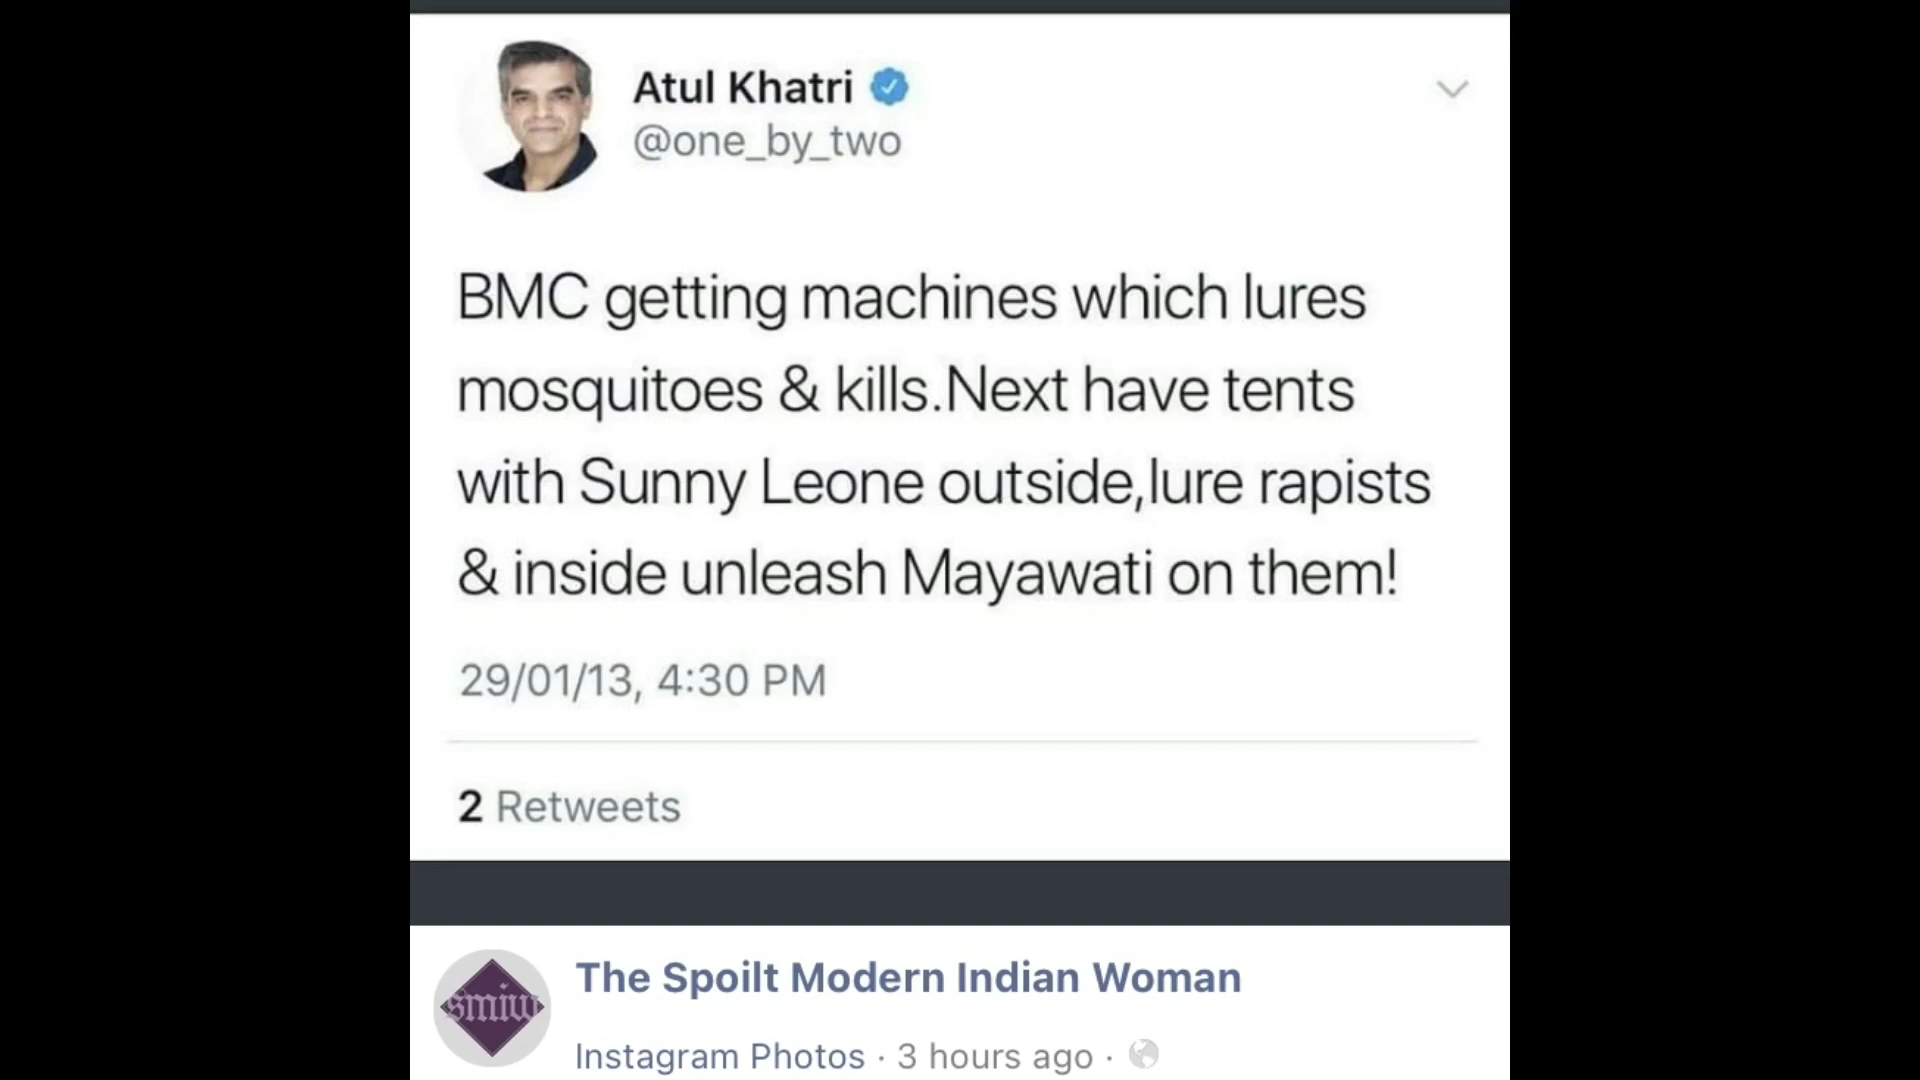 Atul Khatri
@one_by_two
BMC getting machines which lures
mosquitoes & kills.Next have tents
with Sunny Leone outside,lure rapists
& inside unleash Mayawati on them!
29/01/13, 4:30 PM
2 Retweets
smiw
The Spoilt Modern Indian Woman
Instagram Photos · 3 hours ago ·